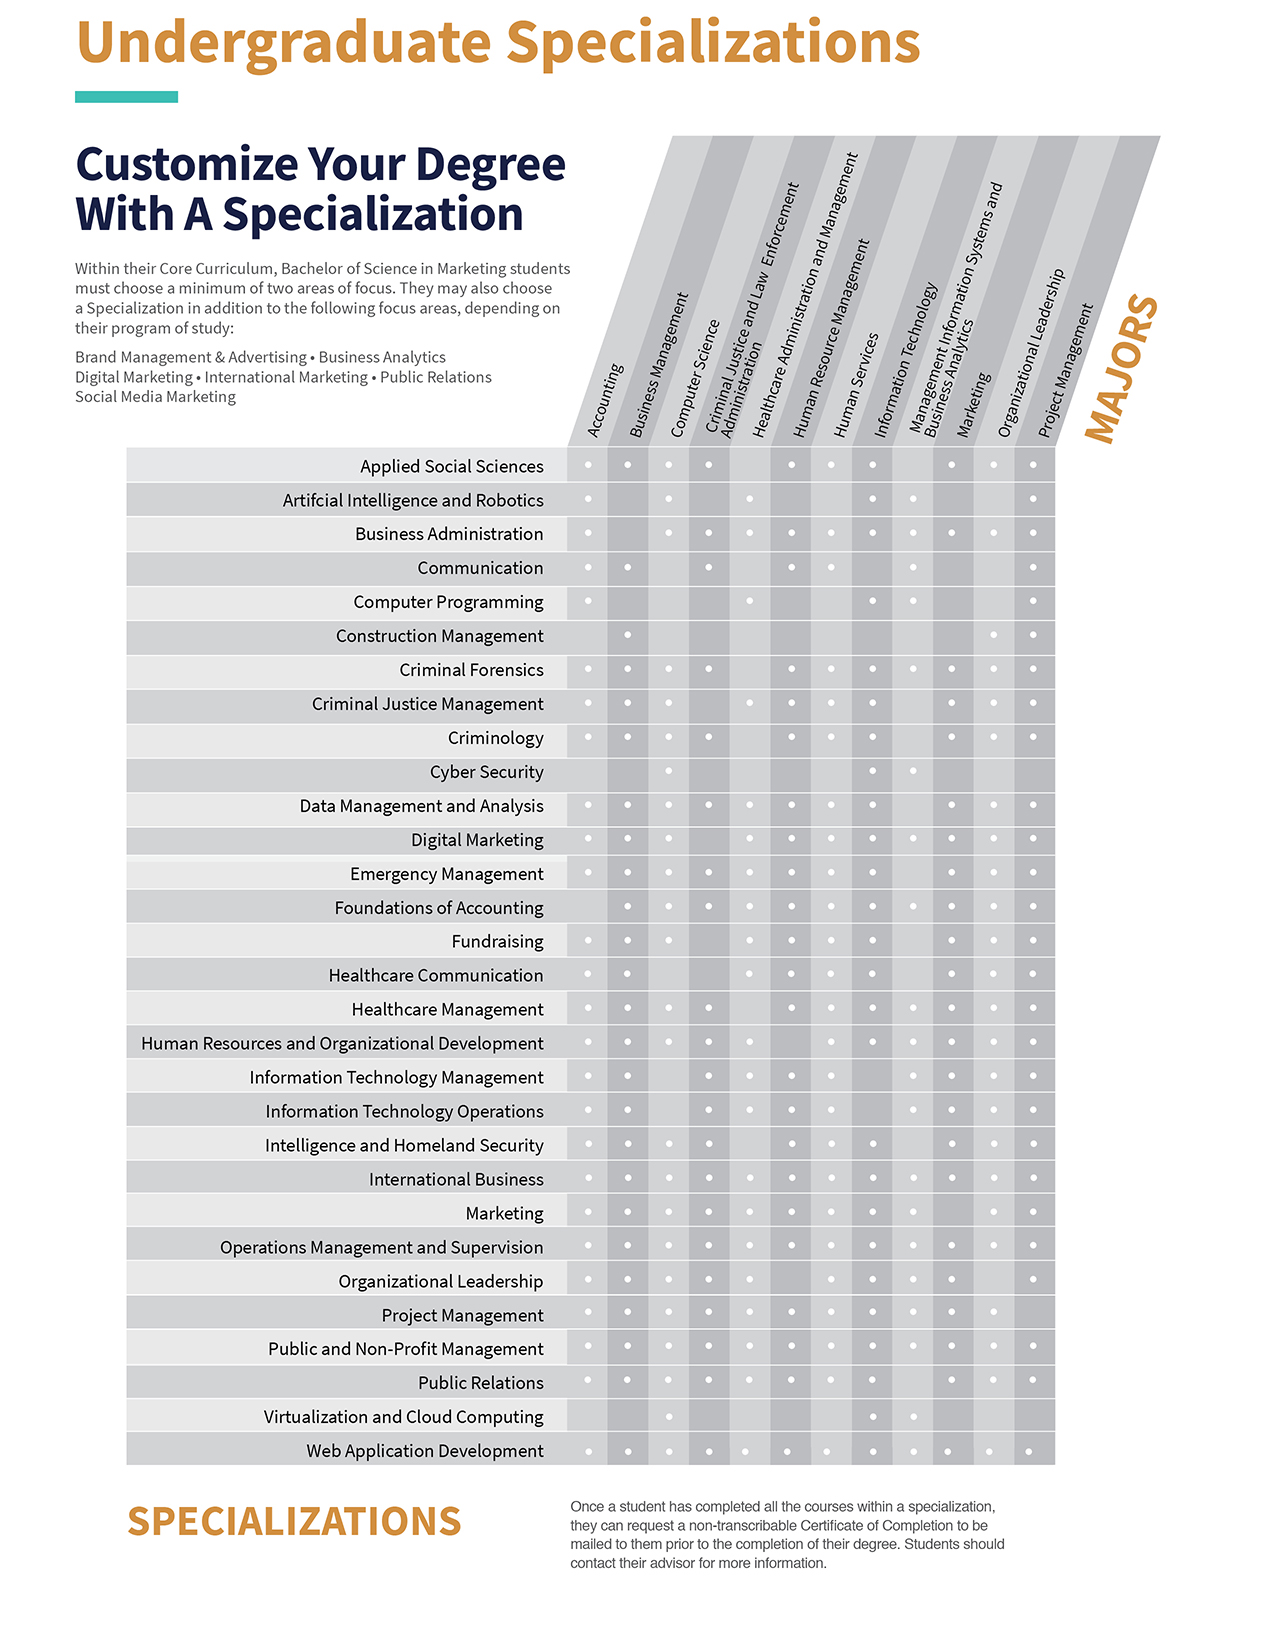 Undergraduate Specializations
Customize Your Degree
With A Specialization
Within their Core Curriculum, Bachelor of Science in Marketing students
must choose a minimum of two areas of focus. They may also choose
a Specialization in addition to the following focus areas, depending on
their program of study:
Brand Management & Advertising • Business Analytics
Digital Marketing • International Marketing • Public Relations
Social Media Marketing
Accounting
Business Management
Computer Science
Criminal Justice and Law Enforcement
Administration
Healthcare Administration and Management
Human Resource Management
Human Services
Information Technology
Management Information Systems and
Business Analytics
Marketing
Organizational Leadership
Project Management
MAJORS
Applied Social Sciences
Artifcial Intelligence and Robotics
Business Administration
Communication
Computer Programming
Construction Management
Criminal Forensics
Criminal Justice Management
Criminology
Cyber Security
Data Management and Analysis
Digital Marketing
Emergency Management
Foundations of Accounting
Fundraising
Healthcare Communication
Healthcare Management
Human Resources and Organizational Development
Information Technology Management
Information Technology Operations
Intelligence and Homeland Security
International Business
Marketing
Operations Management and Supervision
Organizational Leadership
Project Management
Public and Non-Profit Management
Public Relations
Virtualization and Cloud Computing
Web Application Development
SPECIALIZATIONS
Once a student has completed all the courses within a specialization,
they can request a non-transcribable Certificate of Completion to be
mailed to them prior to the completion of their degree. Students should
contact their advisor for more information.